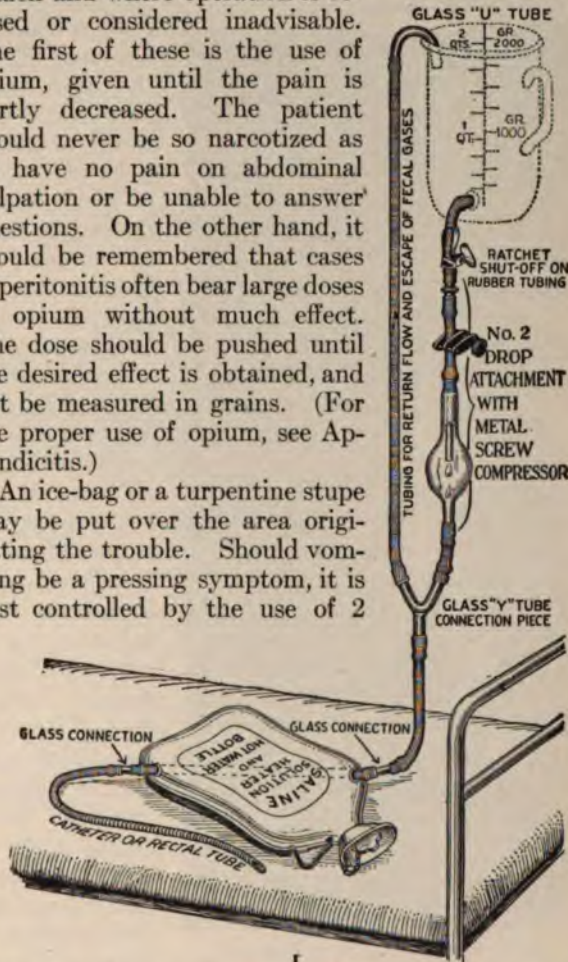 and where operation is re-
sed or considered inadvisable.
ne first of these is the use of
ium, given until the pain is
rtly decreased. The patient
ould never be so narcotized as
have no pain on abdominal
lpation or be unable to answer
estions. On the other hand, it
ould be remembered that cases
peritonitis often bear large doses
opium without much effect.
ne dose should be pushed until
e desired effect is obtained, and
t be measured in grains. (For
e proper use of opium, see Ap-
ndicitis.)
An ice-bag or a turpentine stupe
ay be put over the area origi-
ting the trouble. Should vom-
ng be a pressing symptom, it is
st controlled by the use of 2
GLASS "U" TUBE
2 QTS.
GR 2000
1 QT.
GR. 1000
TUBING FOR RETURN FLOW AND ESCAPE OF FECAL GASES
RATCHET
SHUT-OFF ON
RUBBER TUBING
No. 2
DROP
ATTACHMENT
WITH
METAL
SCREW
COMPRESSOR
GLASS "Y" TUBE
CONNECTION PIECE
GLASS CONNECTION
GLASS CONNECTION
SALINE
SOLUTION
HEATER
AND
HOT WATER
BOTTLE
CATHETER OR RECTAL TUBE